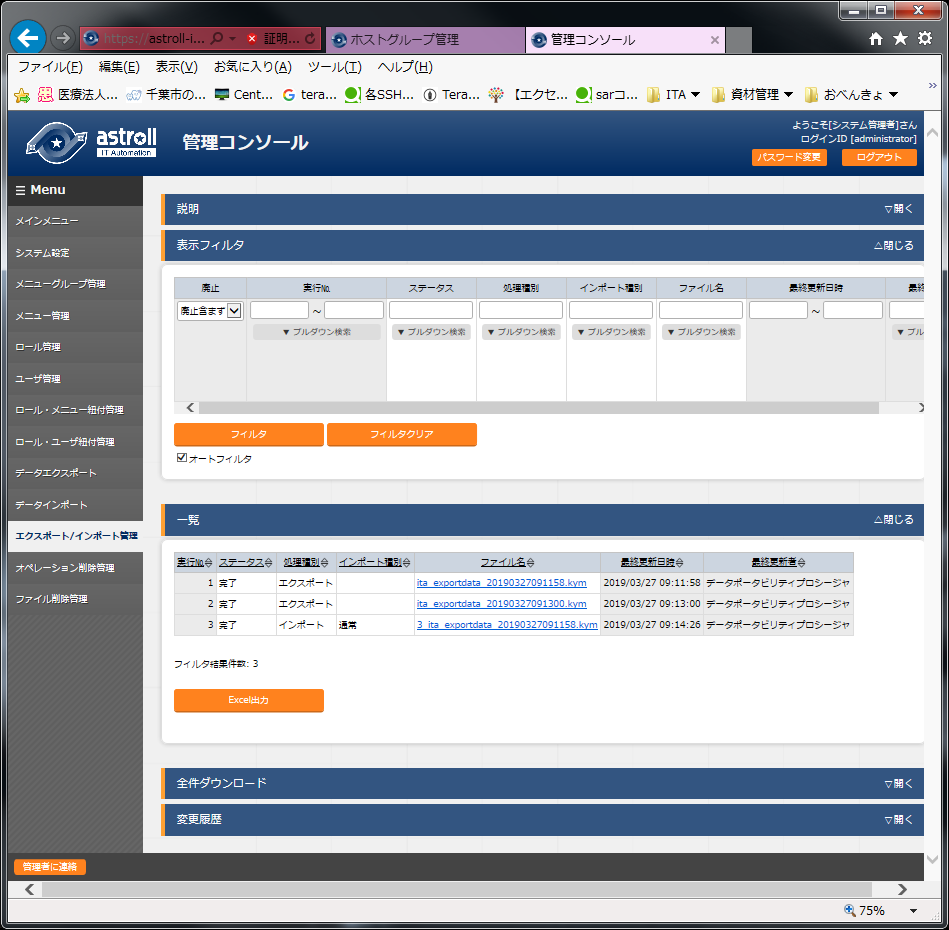 https://astroll-i... 証明... ホストグループ管理 管理コンソール
ファイル(F) 編集(E) 表示(V) お気に入り(A) ツール(T) ヘルプ(H)
医療法人... 千葉市の... Cent... tera... 各SSH... Tera... 【エクセ... sarコ... ITA ▼ 資材管理 ▼ おべんきょ ▼
astroll
IT Automation
管理コンソール
ようこそ[システム管理者]さん
ログインID [administrator]
パスワード変更 ログアウト
☰ Menu
メインメニュー
システム設定
メニューグループ管理
メニュー管理
ロール管理
ユーザ管理
ロール・メニュー紐付管理
ロール・ユーザ紐付管理
データエクスポート
データインポート
エクスポート/インポート管理
オペレーション削除管理
ファイル削除管理
説明 ▽開く
表示フィルタ △閉じる
廃止 実行No. ステータス 処理種別 インポート種別 ファイル名 最終更新日時 最終
廃止含まず ～ ～
▼ プルダウン検索 ▼ プルダウン検索 ▼ プルダウン検索 ▼ プルダウン検索 ▼ プルダウン検索 ▼ プル
フィルタ フィルタクリア
オートフィルタ
一覧 △閉じる
実行No. ステータス 処理種別 インポート種別 ファイル名 最終更新日時 最終更新者
1 完了 エクスポート ita_exportdata_20190327091158.kym 2019/03/27 09:11:58 データポータビリティプロシージャ
2 完了 エクスポート ita_exportdata_20190327091300.kym 2019/03/27 09:13:00 データポータビリティプロシージャ
3 完了 インポート 通常 3_ita_exportdata_20190327091158.kym 2019/03/27 09:14:26 データポータビリティプロシージャ
フィルタ結果件数: 3
Excel出力
全件ダウンロード ▽開く
変更履歴 ▽開く
管理者に連絡
75%